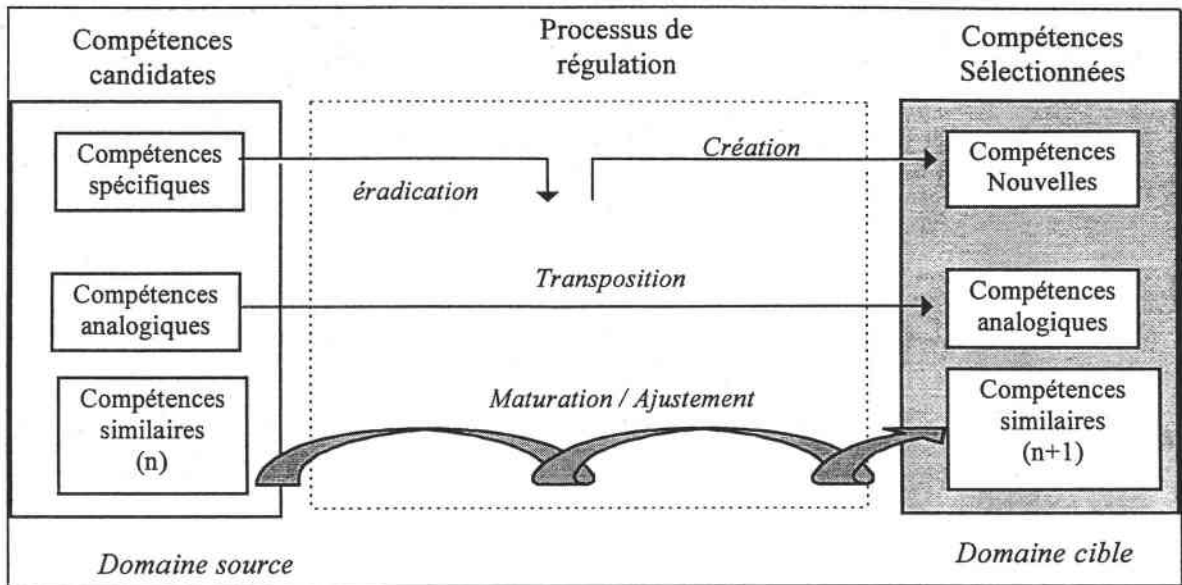 Compétences
candidates
Processus de
régulation
Compétences
Sélectionnées
Compétences
spécifiques
éradication
Création
Compétences
Nouvelles
Compétences
analogiques
Transposition
Compétences
analogiques
Compétences
similaires
(n)
Maturation / Ajustement
Compétences
similaires
(n+1)
Domaine source
Domaine cible